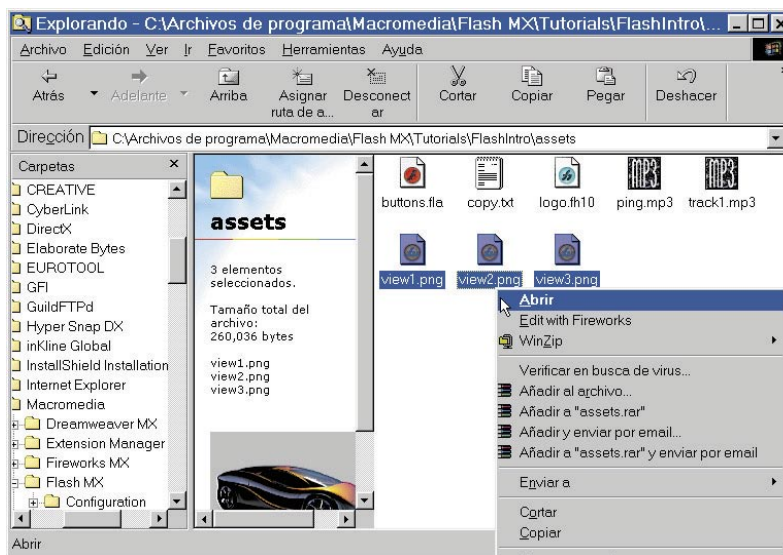 Explorando - C:\Archivos de programa\Macromedia\Flash MX\Tutorials\FlashIntro\...
Archivo Edición Ver Ir Favoritos Herramientas Ayuda
Atrás Adelante Arriba Asignar ruta de a... Desconect ar Cortar Copiar Pegar Deshacer
Dirección C:\Archivos de programa\Macromedia\Flash MX\Tutorials\FlashIntro\assets
Carpetas
CREATIVE
CyberLink
DirectX
Elaborate Bytes
EUROTOOL
GFI
GuildFTPd
Hyper Snap DX
inKline Global
InstallShield Installation
Internet Explorer
Macromedia
Dreamweaver MX
Extension Manager
Fireworks MX
Flash MX
Configuration
assets
3 elementos
seleccionados.
Tamaño total del
archivo:
260,036 bytes
view1.png
view2.png
view3.png
MP3 MP3
buttons.fla copy.txt logo.fh10 ping.mp3 track1.mp3
view1.png view2.png view3.png
Abrir
Edit with Fireworks
WinZip
Verificar en busca de virus...
Añadir al archivo...
Añadir a "assets.rar"
Añadir y enviar por email...
Añadir a "assets.rar" y enviar por email
Enviar a
Cortar
Copiar
Abrir